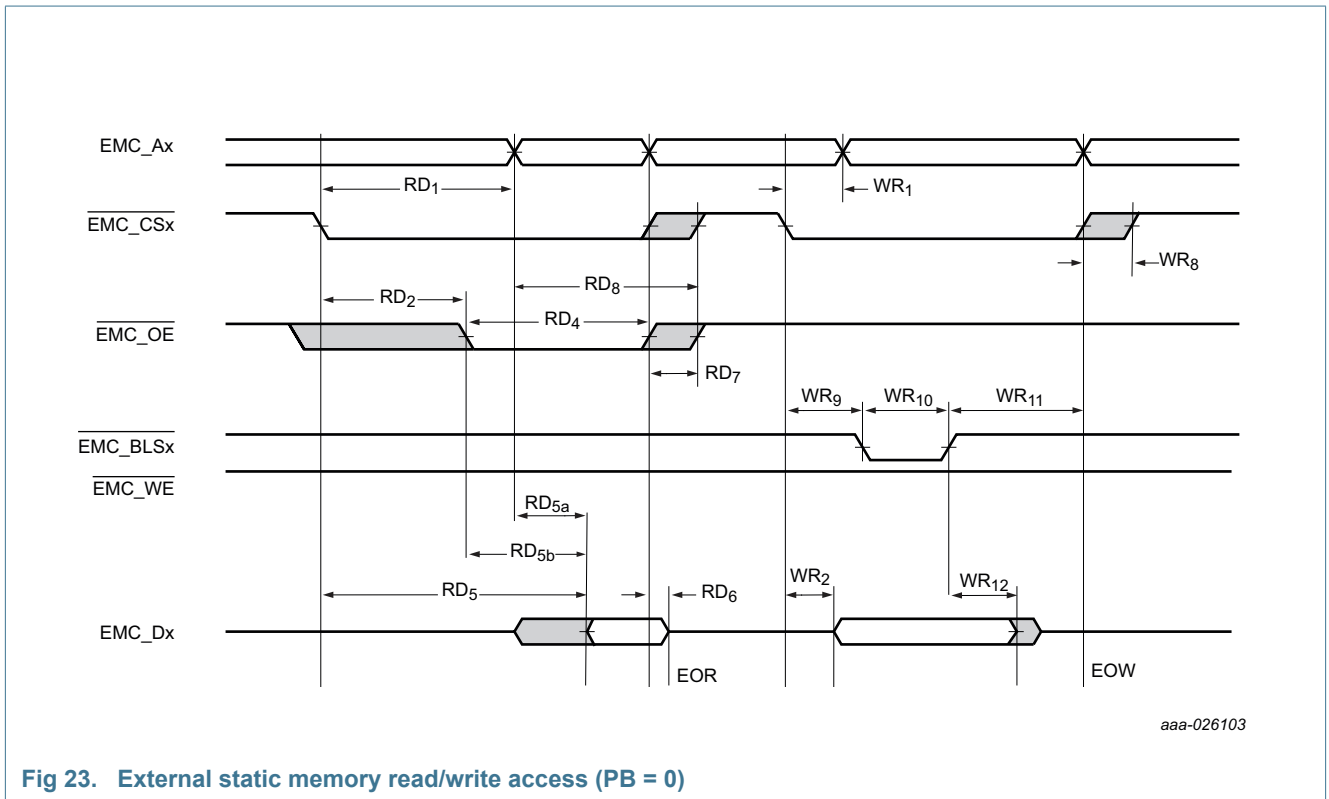 EMC_Ax
RD1
WR1
EMC_CSx
WR8
RD8
RD2
RD4
EMC_OE
RD7
WR9
WR10
WR11
EMC_BLSx
EMC_WE
RD5a
RD5b
WR2
WR12
RD5
RD6
EMC_Dx
EOR
EOW
aaa-026103
Fig 23. External static memory read/write access (PB = 0)